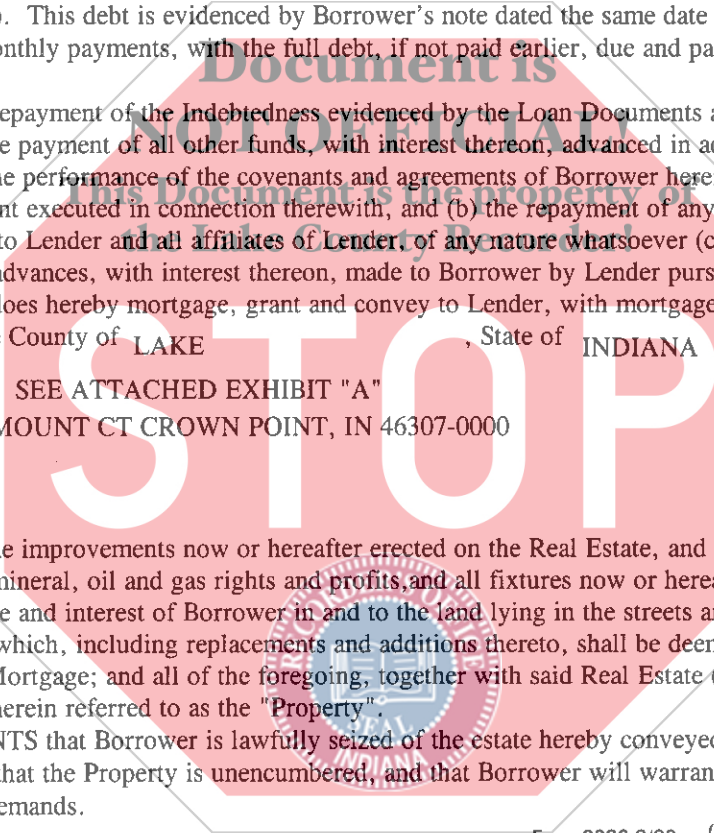 ). This debt is evidenced by Borrower's note dated the same date
onthly payments, with the full debt, if not paid earlier, due and pa
Document is
epayment of the Indebtedness evidenced by the Loan Documents a
NOT OFFICIAL!
e payment of all other funds, with interest thereon, advanced in ac
he performance of the covenants and agreements of Borrower here
This Document is the property of
nt executed in connection therewith, and (b) the repayment of any
the Lake County Recorder!
to Lender and all affiliates of Lender, of any nature whatsoever (c
advances, with interest thereon, made to Borrower by Lender purs
does hereby mortgage, grant and convey to Lender, with mortgage
County of LAKE , State of INDIANA
STOP
SEE ATTACHED EXHIBIT "A"
MOUNT CT CROWN POINT, IN 46307-0000
e improvements now or hereafter erected on the Real Estate, and
mineral, oil and gas rights and profits,and all fixtures now or herea
e and interest of Borrower in and to the land lying in the streets a
which, including replacements and additions thereto, shall be deem
Mortgage; and all of the foregoing, together with said Real Estate (
herein referred to as the "Property".
RECORDER'S OFFICE
SEAL
INDIANA
NTS that Borrower is lawfully seized of the estate hereby conveyed
that the Property is unencumbered, and that Borrower will warran
emands.